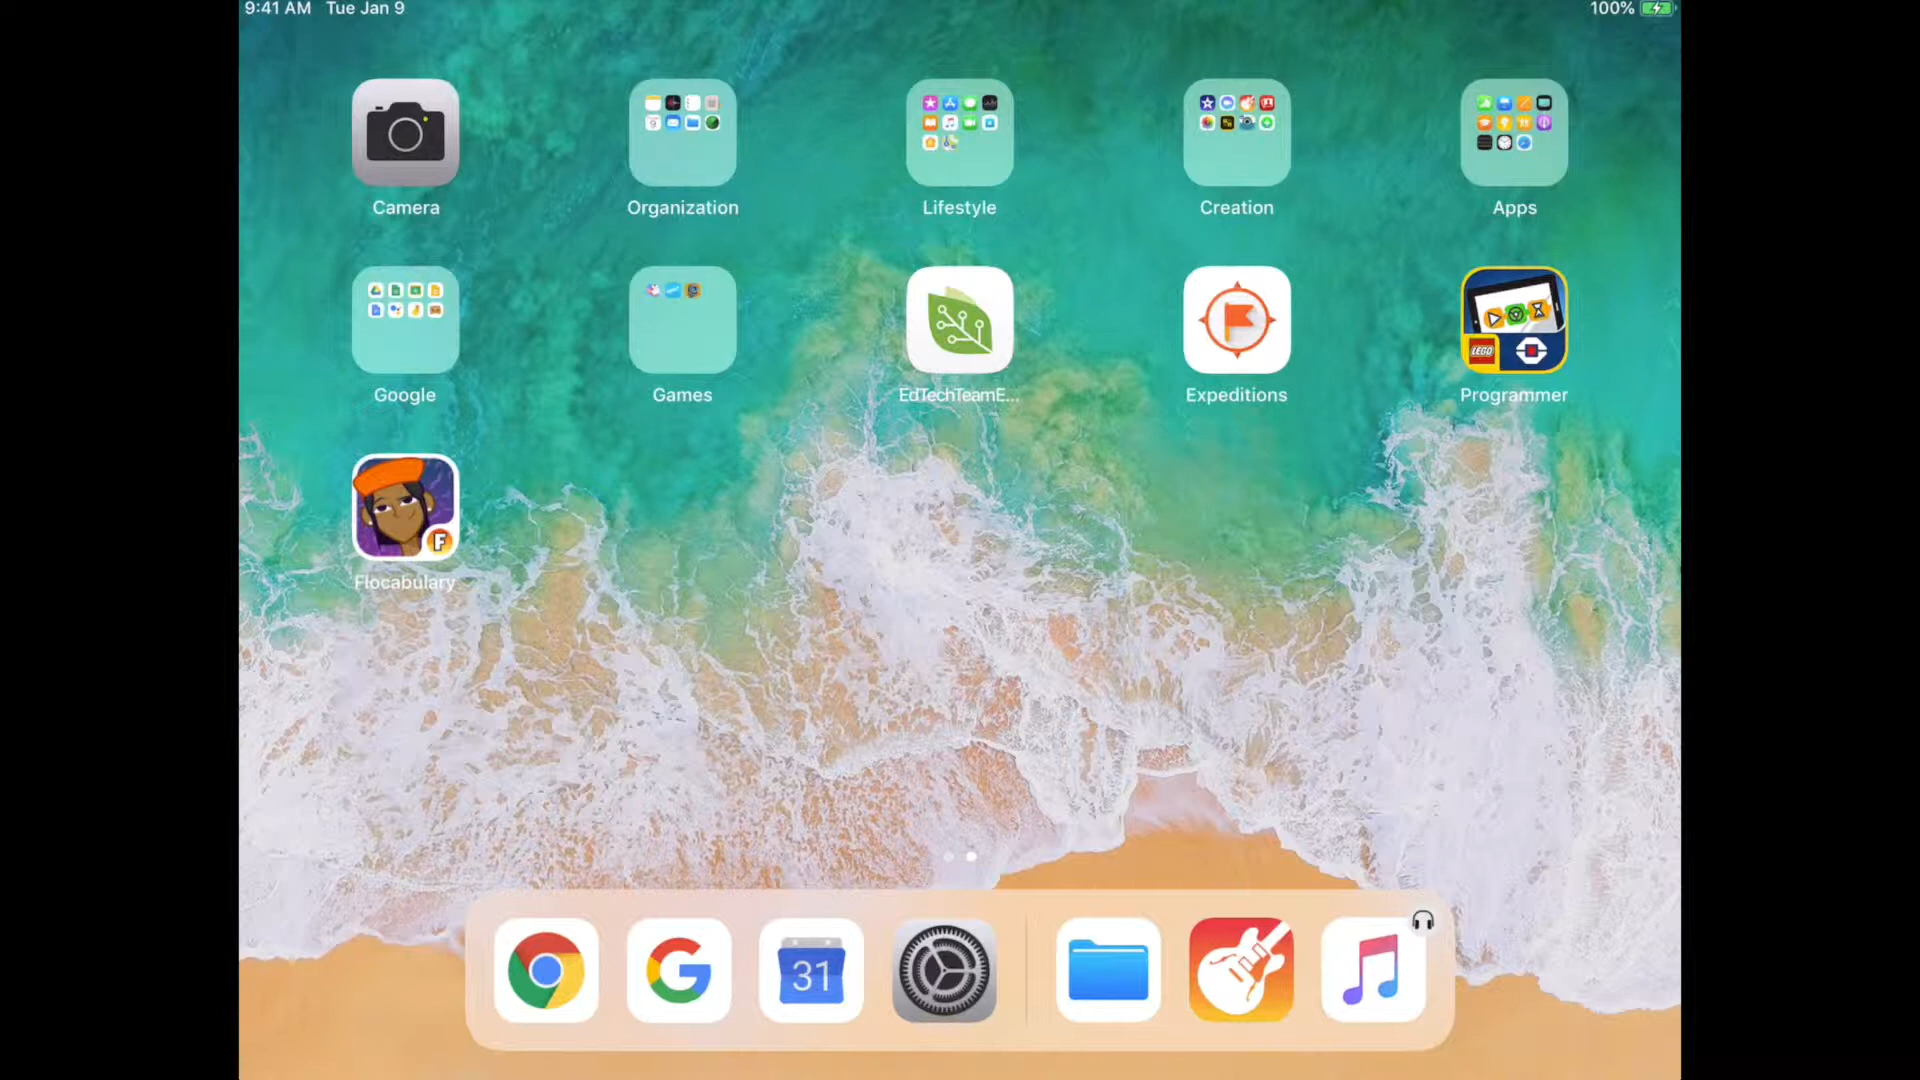 9:41 AM Tue Jan 9 100%
Camera Organization Lifestyle Creation Apps
Google Games EdTechTeamE... Expeditions Programmer
LEGO
Flocabulary
F
G 31